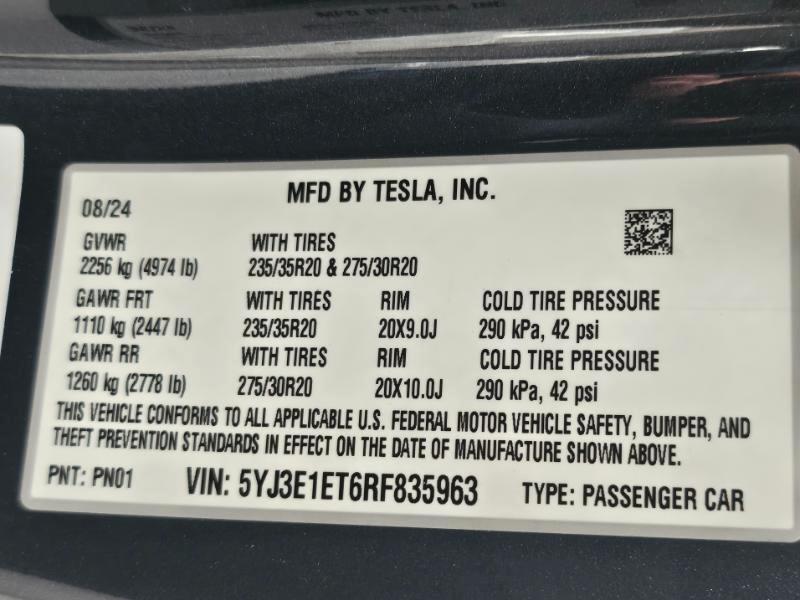 MFD BY TESLA, INC.
MFD BY TESLA, INC.
08/24
GVWR WITH TIRES
2256 kg (4974 lb) 235/35R20 & 275/30R20
GAWR FRT WITH TIRES RIM COLD TIRE PRESSURE
1110 kg (2447 lb) 235/35R20 20X9.0J 290 kPa, 42 psi
GAWR RR WITH TIRES RIM COLD TIRE PRESSURE
1260 kg (2778 lb) 275/30R20 20X10.0J 290 kPa, 42 psi
THIS VEHICLE CONFORMS TO ALL APPLICABLE U.S. FEDERAL MOTOR VEHICLE SAFETY, BUMPER, AND
THEFT PREVENTION STANDARDS IN EFFECT ON THE DATE OF MANUFACTURE SHOWN ABOVE.
PNT: PN01 VIN: 5YJ3E1ET6RF835963 TYPE: PASSENGER CAR